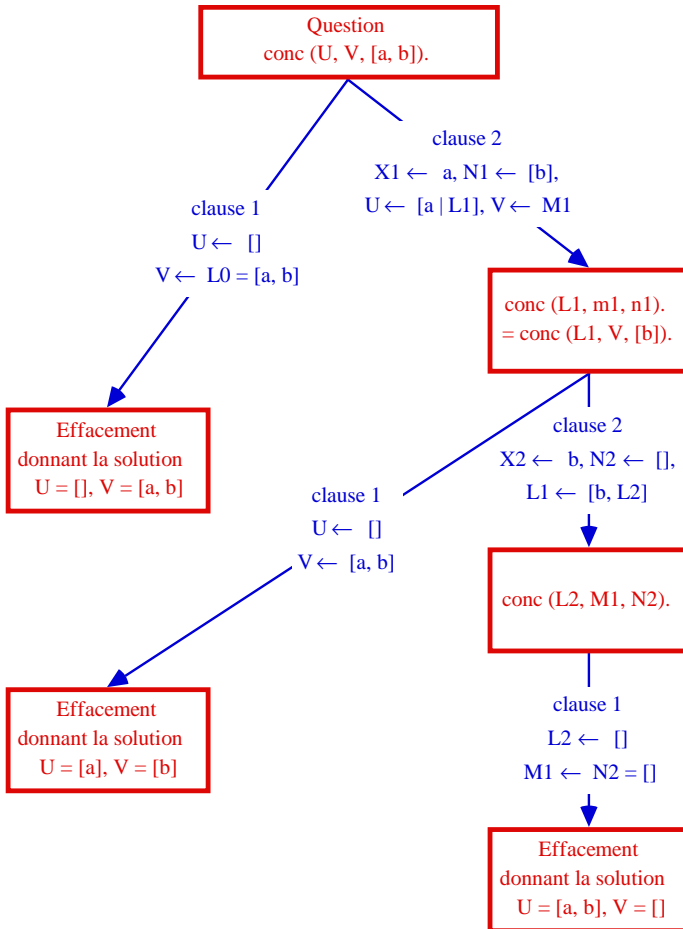 Question
conc (U, V, [a, b]).
clause 2
X1 ← a, N1 ← [b],
U ← [a | L1], V ← M1
clause 1
U ← []
V ← L0 = [a, b]
conc (L1, m1, n1).
= conc (L1, V, [b]).
Effacement
donnant la solution
U = [], V = [a, b]
clause 2
X2 ← b, N2 ← [],
L1 ← [b, L2]
clause 1
U ← []
V ← [a, b]
conc (L2, M1, N2).
Effacement
donnant la solution
U = [a], V = [b]
clause 1
L2 ← []
M1 ← N2 = []
Effacement
donnant la solution
U = [a, b], V = []